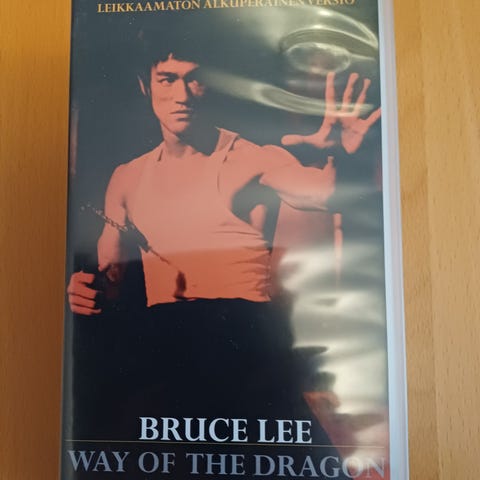 LEIKKAAMATON ALKUPERÄINEN VERSIO
BRUCE LEE
WAY OF THE DRAGON